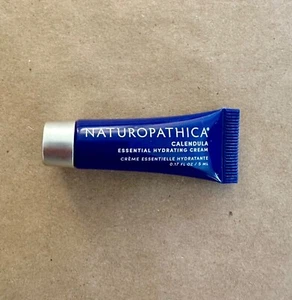 NATUROPATHICA®
CALENDULA
ESSENTIAL HYDRATING CREAM
CRÈME ESSENTIELLE HYDRATANTE
0.17 FL OZ / 5 mL